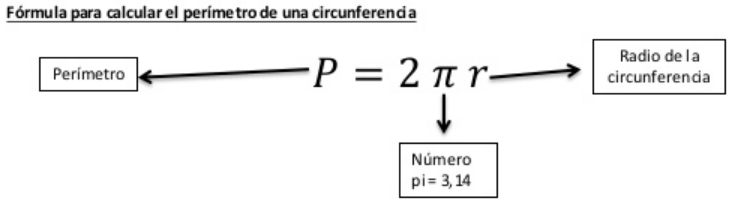 Fórmula para calcular el perímetro de una circunferencia
Perímetro
P = 2 π r
Radio de la
circunferencia
Número
pi = 3,14